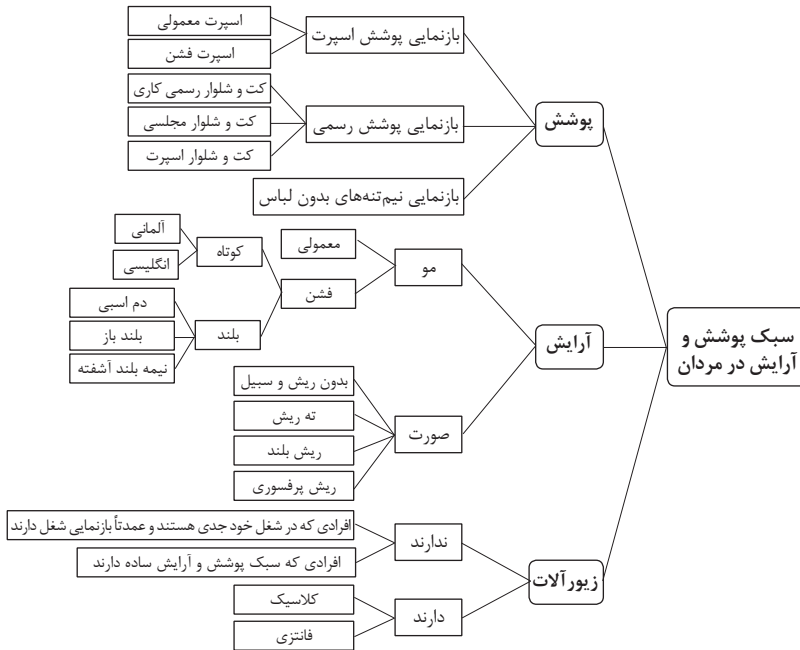 سبک پوشش و
آرایش در مردان
پوشش
بازنمایی پوشش اسپرت
اسپرت معمولی
اسپرت فشن
بازنمایی پوشش رسمی
کت و شلوار رسمی کاری
کت و شلوار مجلسی
کت و شلوار اسپرت
بازنمایی نیم‌تنه‌های بدون لباس
آرایش
مو
معمولی
فشن
کوتاه
آلمانی
انگلیسی
بلند
دم اسبی
بلند باز
نیمه بلند آشفته
صورت
بدون ریش و سبیل
ته ریش
ریش بلند
ریش پرفسوری
زیورآلات
ندارند
افرادی که در شغل خود جدی هستند و عمدتاً بازنمایی شغل دارند
افرادی که سبک پوشش و آرایش ساده دارند
دارند
کلاسیک
فانتزی